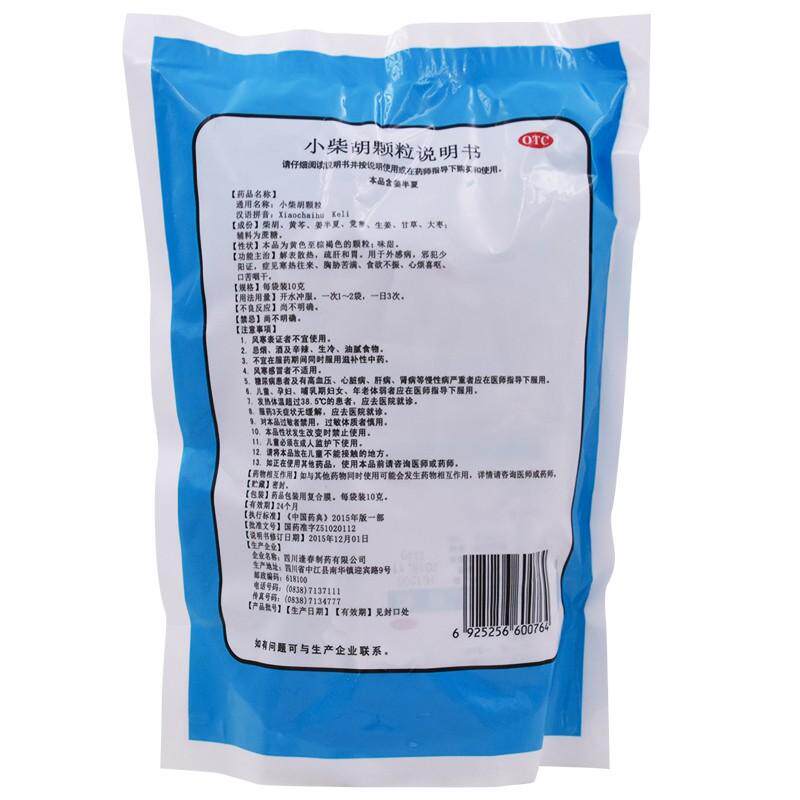 小柴胡颗粒说明书
OTC
请仔细阅读说明书并按说明使用或在药师指导下购买和使用。
本品含姜半夏
【药品名称】
通用名称：小柴胡颗粒
汉语拼音：Xiaochaihu Keli
【成份】柴胡、黄芩、姜半夏、党参、生姜、甘草、大枣；
辅料为蔗糖。
【性状】本品为黄色至棕褐色的颗粒；味甜。
【功能主治】解表散热，疏肝和胃。用于外感病，邪犯少
阳证，症见寒热往来、胸胁苦满、食欲不振、心烦喜呕、
口苦咽干。
【规格】每袋装10克
【用法用量】开水冲服。一次1～2袋，一日3次。
【不良反应】尚不明确。
【禁忌】尚不明确。
【注意事项】
1. 风寒表证者不宜使用。
2. 忌烟、酒及辛辣、生冷、油腻食物。
3. 不宜在服药期间同时服用滋补性中药。
4. 风寒感冒者不适用。
5. 糖尿病患者及有高血压、心脏病、肝病、肾病等慢性病严重者应在医师指导下服用。
6. 儿童、孕妇、哺乳期妇女、年老体弱者应在医师指导下服用。
7. 发热体温超过38.5℃的患者，应去医院就诊。
8. 服药3天症状无缓解，应去医院就诊。
9. 对本品过敏者禁用，过敏体质者慎用。
10. 本品性状发生改变时禁止使用。
11. 儿童必须在成人监护下使用。
12. 请将本品放在儿童不能接触的地方。
13. 如正在使用其他药品，使用本品前请咨询医师或药师。
【药物相互作用】如与其他药物同时使用可能会发生药物相互作用，详情请咨询医师或药师。
【贮藏】密封。
【包装】药品包装用复合膜。每袋装10克。
【有效期】24个月
【执行标准】《中国药典》2015年版一部
【批准文号】国药准字Z51020112
【说明书修订日期】2015年12月01日
【生产企业】
企业名称：四川逢春制药有限公司
生产地址：四川省中江县南华镇迎宾路9号
邮政编码：618100
电话号码：(0838)7137111
传真号码：(0838)7134777
【产品批号】【生产日期】【有效期】见封口处
如有问题可与生产企业联系。
6 925256 600764